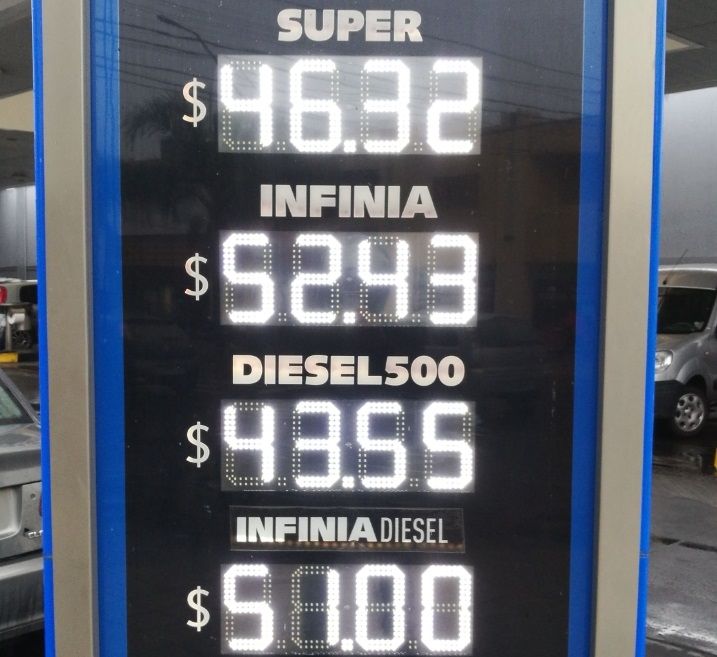 SUPER
$ 46.32
INFINIA
$ 52.43
DIESEL500
$ 43.55
INFINIA DIESEL
$ 51.00